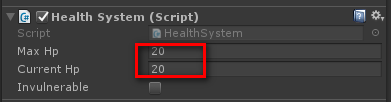 Health System (Script)
Script HealthSystem
Max Hp 20
Current Hp 20
Invulnerable